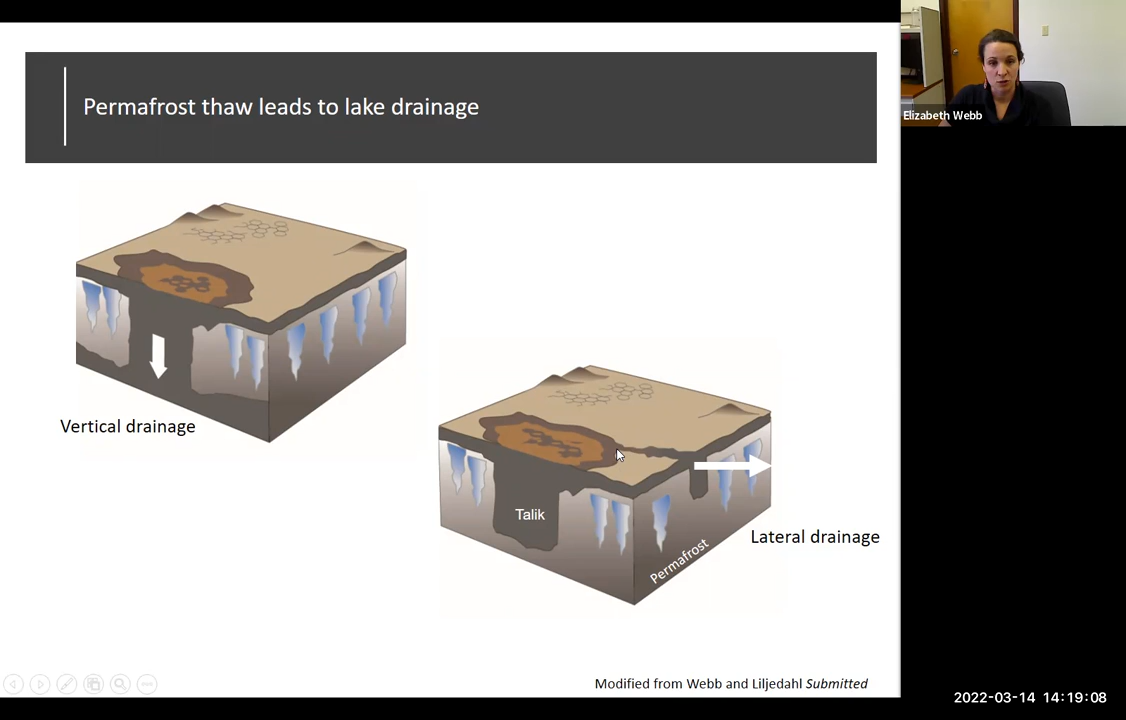 Permafrost thaw leads to lake drainage
Elizabeth Webb
Vertical drainage
Talik
Permafrost
Lateral drainage
Modified from Webb and Liljedahl Submitted
2022-03-14 14:19:08